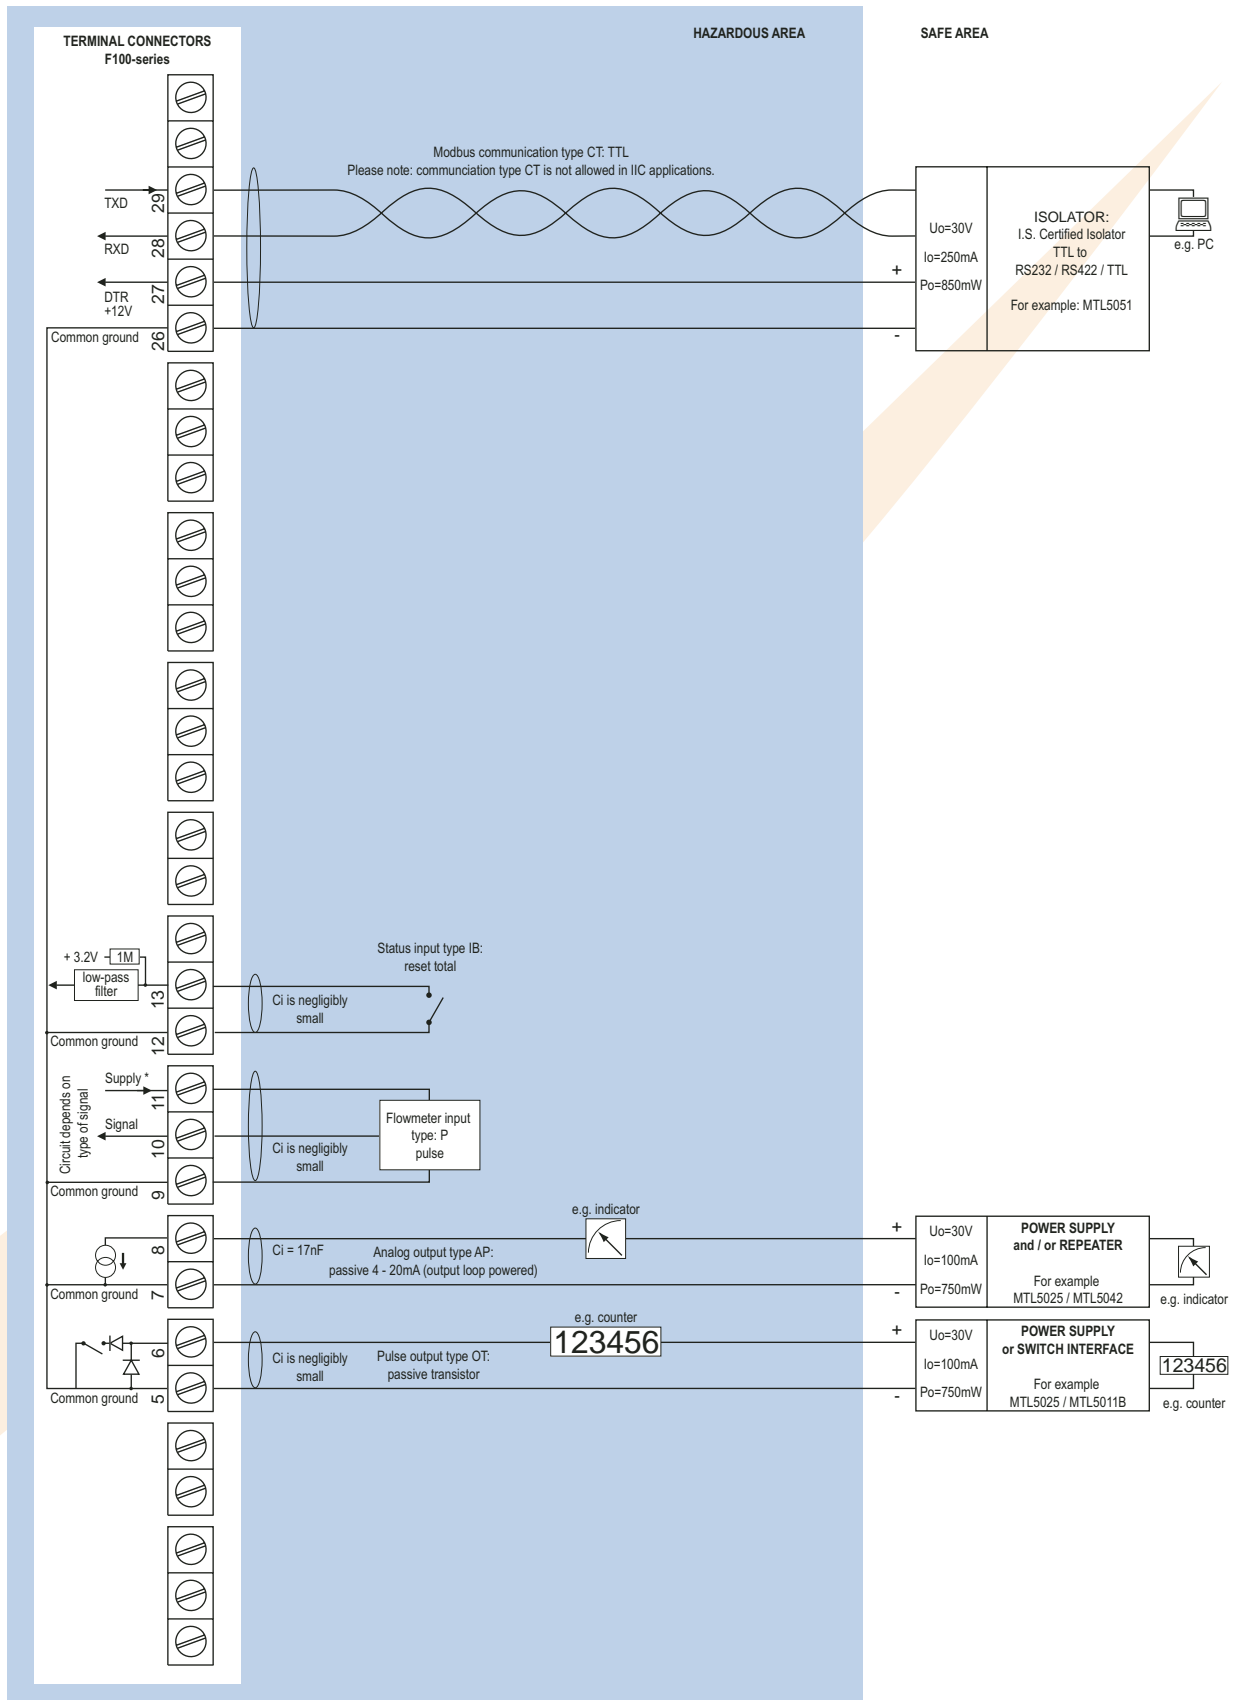 TERMINAL CONNECTORS
F100-series
HAZARDOUS AREA
SAFE AREA
Modbus communication type CT: TTL
Please note: communciation type CT is not allowed in IIC applications.
TXD
29
RXD
28
DTR
+12V
27
Common ground
26
+
-
Uo=30V
Io=250mA
Po=850mW
ISOLATOR:
I.S. Certified Isolator
TTL to
RS232 / RS422 / TTL
For example: MTL5051
e.g. PC
+ 3.2V
1M
low-pass
filter
13
Common ground
12
Ci is negligibly
small
Status input type IB:
reset total
Circuit depends on
type of signal
Supply *
11
Signal
10
Common ground
9
Ci is negligibly
small
Flowmeter input
type: P
pulse
8
Common ground
7
Ci = 17nF
Analog output type AP:
passive 4 - 20mA (output loop powered)
e.g. indicator
+
-
Uo=30V
Io=100mA
Po=750mW
POWER SUPPLY
and / or REPEATER
For example
MTL5025 / MTL5042
e.g. indicator
6
Common ground
5
Ci is negligibly
small
Pulse output type OT:
passive transistor
e.g. counter
123456
+
-
Uo=30V
Io=100mA
Po=750mW
POWER SUPPLY
or SWITCH INTERFACE
For example
MTL5025 / MTL5011B
123456
e.g. counter